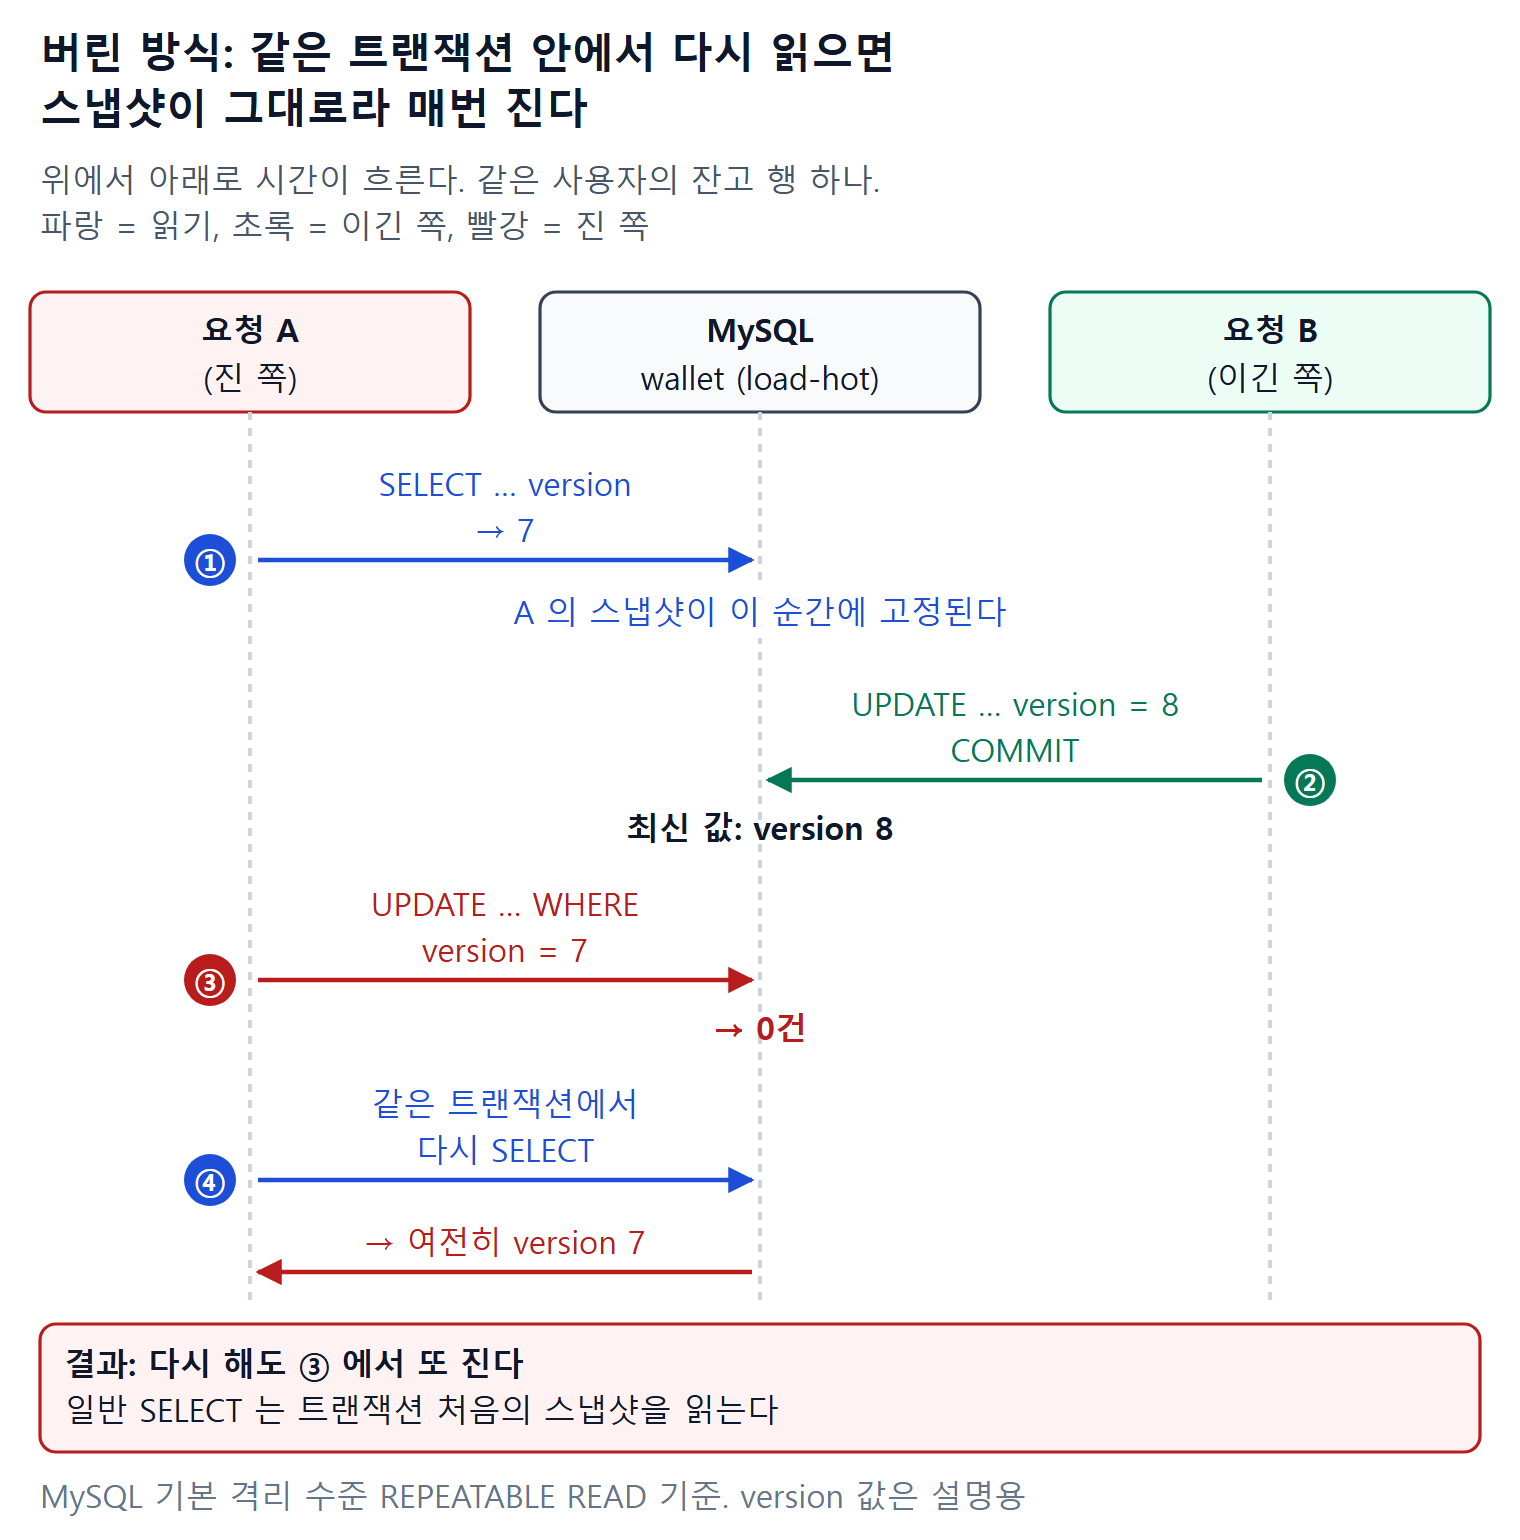 버린 방식: 같은 트랜잭션 안에서 다시 읽으면
스냅샷이 그대로라 매번 진다
위에서 아래로 시간이 흐른다. 같은 사용자의 잔고 행 하나.
파랑 = 읽기, 초록 = 이긴 쪽, 빨강 = 진 쪽
요청 A
(진 쪽)
MySQL
wallet (load-hot)
요청 B
(이긴 쪽)
SELECT ... version
→ 7
①
A 의 스냅샷이 이 순간에 고정된다
UPDATE ... version = 8
COMMIT
②
최신 값: version 8
UPDATE ... WHERE
version = 7
③
→ 0건
같은 트랜잭션에서
다시 SELECT
④
→ 여전히 version 7
결과: 다시 해도 ③ 에서 또 진다
일반 SELECT 는 트랜잭션 처음의 스냅샷을 읽는다
MySQL 기본 격리 수준 REPEATABLE READ 기준. version 값은 설명용